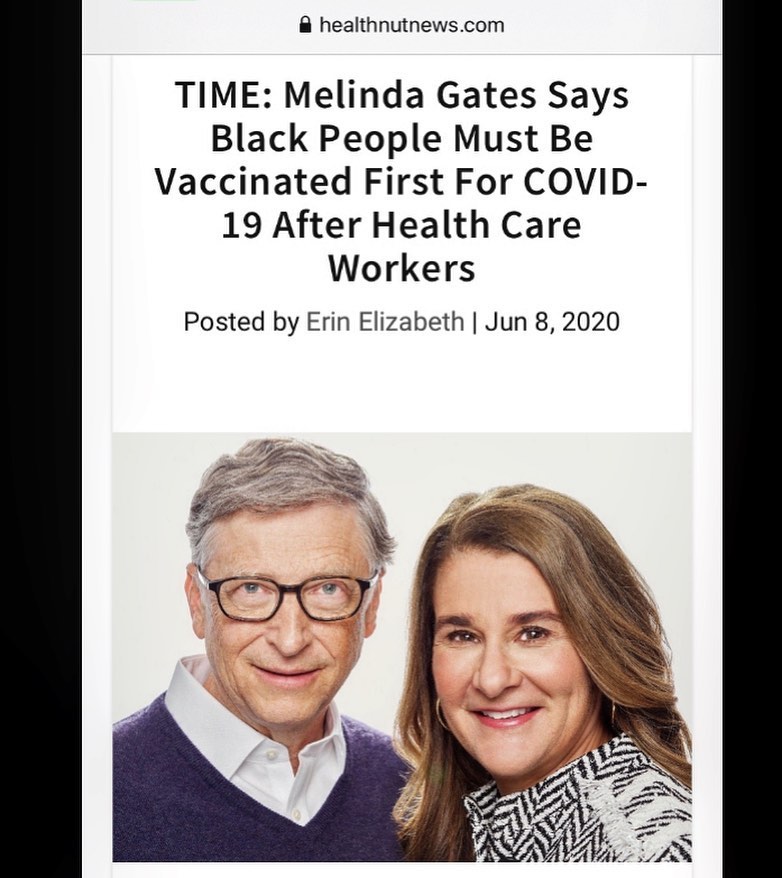 healthnutnews.com
TIME: Melinda Gates Says
Black People Must Be
Vaccinated First For COVID-
19 After Health Care
Workers
Posted by Erin Elizabeth | Jun 8, 2020